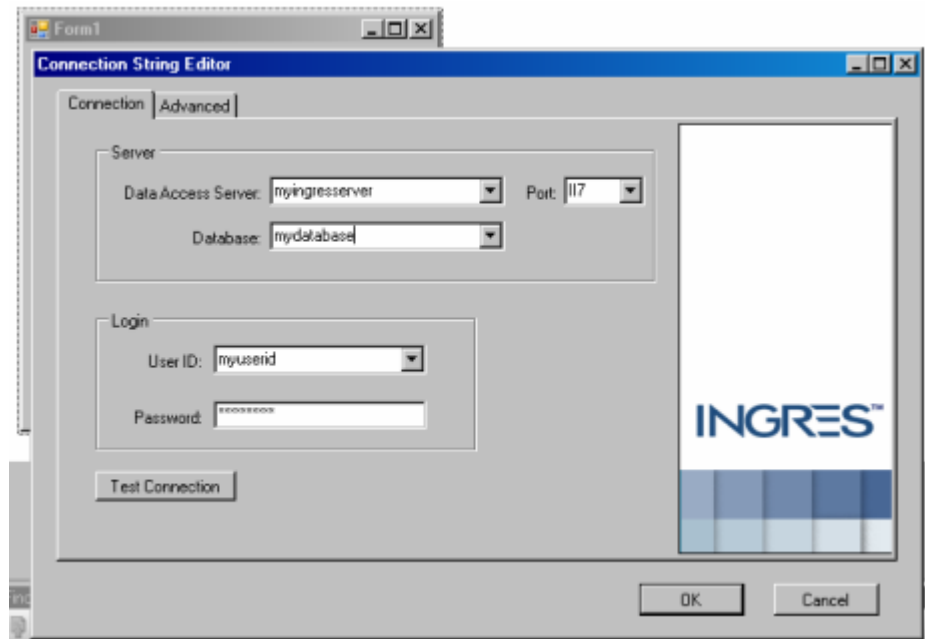 Form1
Connection String Editor
Connection Advanced
Server
Data Access Server: myingresserver Port: II7
Database: mydatabase
Login
User ID: myuserid
Password: ********
INGRES™
Test Connection
OK Cancel